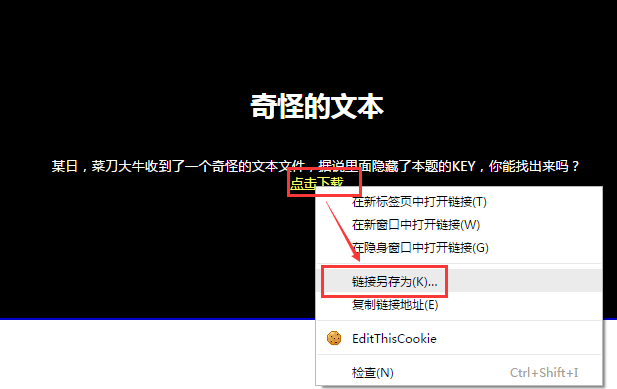 奇怪的文本
某日，菜刀大牛收到了一个奇怪的文本文件，据说里面隐藏了本题的KEY，你能找出来吗？
点击下载
在新标签页中打开链接(T)
在新窗口中打开链接(W)
在隐身窗口中打开链接(G)
链接另存为(K)...
复制链接地址(E)
EditThisCookie
检查(N) Ctrl+Shift+I